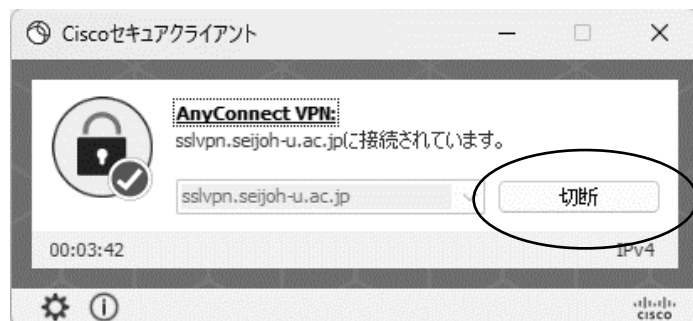 Ciscoセキュアクライアント
AnyConnect VPN:
sslvpn.seijoh-u.ac.jpに接続されています。
sslvpn.seijoh-u.ac.jp
切断
00:03:42
IPv4
CISCO